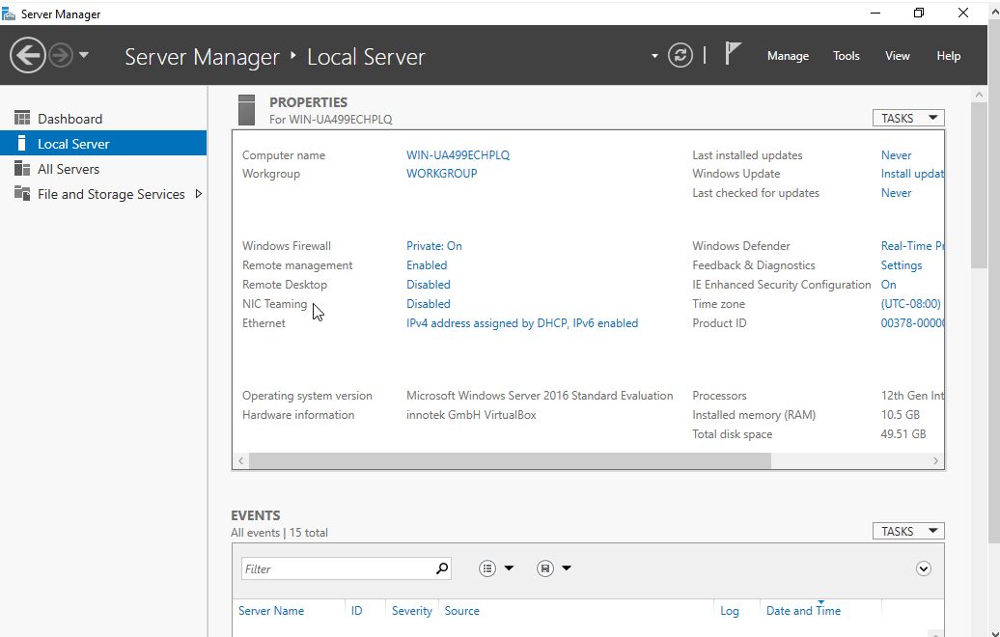 Server Manager
Server Manager Local Server
Manage Tools View Help
Dashboard
Local Server
All Servers
File and Storage Services
PROPERTIES
For WIN-UA499ECHPLQ
TASKS
Computer name WIN-UA499ECHPLQ Last installed updates Never
Workgroup WORKGROUP Windows Update Install updat
Last checked for updates Never
Windows Firewall Private: On Windows Defender Real-Time Pr
Remote management Enabled Feedback & Diagnostics Settings
Remote Desktop Disabled IE Enhanced Security Configuration On
NIC Teaming Disabled Time zone (UTC-08:00)
Ethernet IPv4 address assigned by DHCP, IPv6 enabled Product ID 00378-00000
Operating system version Microsoft Windows Server 2016 Standard Evaluation Processors 12th Gen Int
Hardware information innotek GmbH VirtualBox Installed memory (RAM) 10.5 GB
Total disk space 49.51 GB
EVENTS
All events | 15 total
TASKS
Filter
Server Name ID Severity Source Log Date and Time